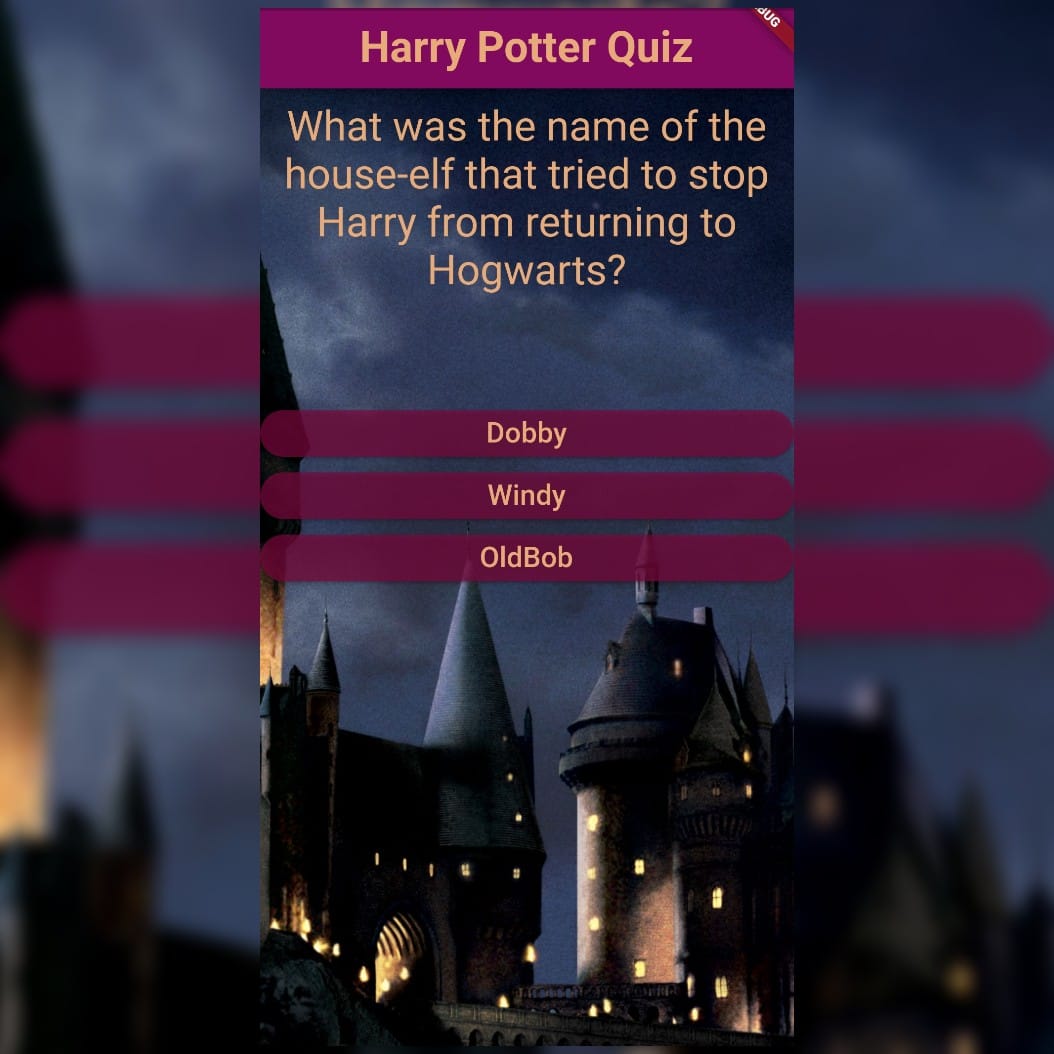 Harry Potter Quiz
BUG
What was the name of the
house-elf that tried to stop
Harry from returning to
Hogwarts?
Dobby
Windy
OldBob